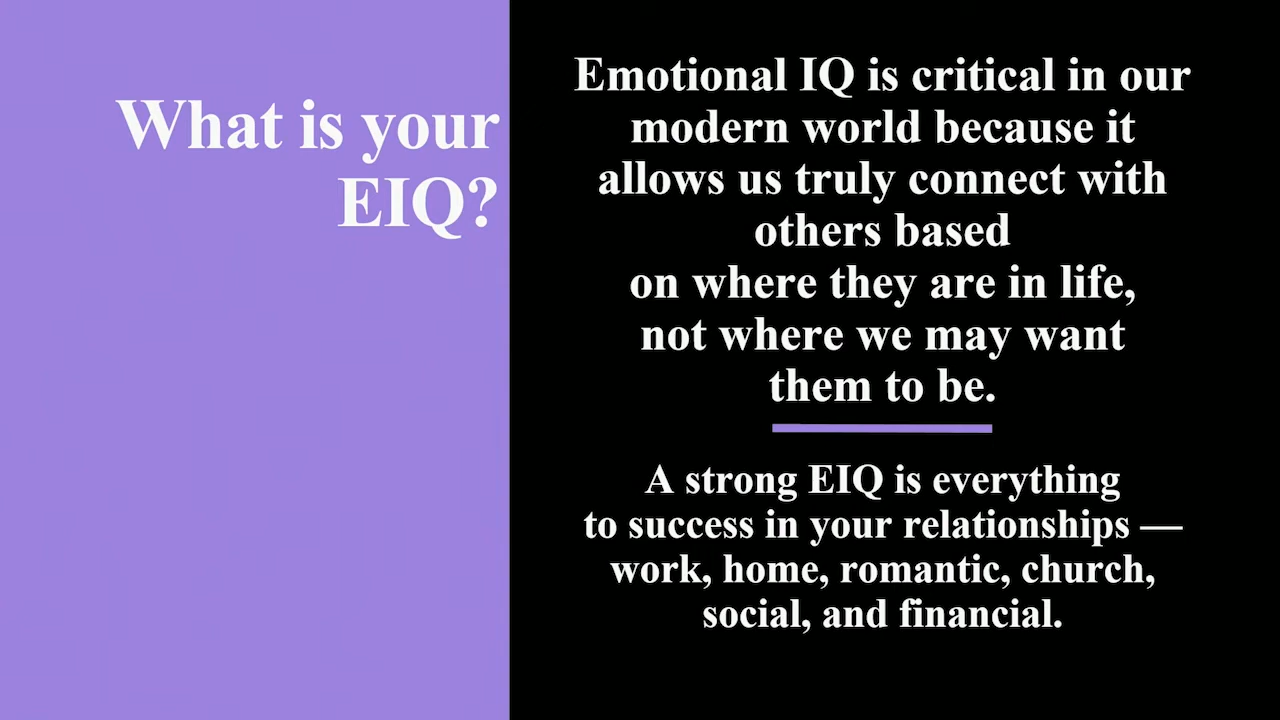 What is your
EIQ?
Emotional IQ is critical in our
modern world because it
allows us truly connect with
others based
on where they are in life,
not where we may want
them to be.
A strong EIQ is everything
to success in your relationships —
work, home, romantic, church,
social, and financial.